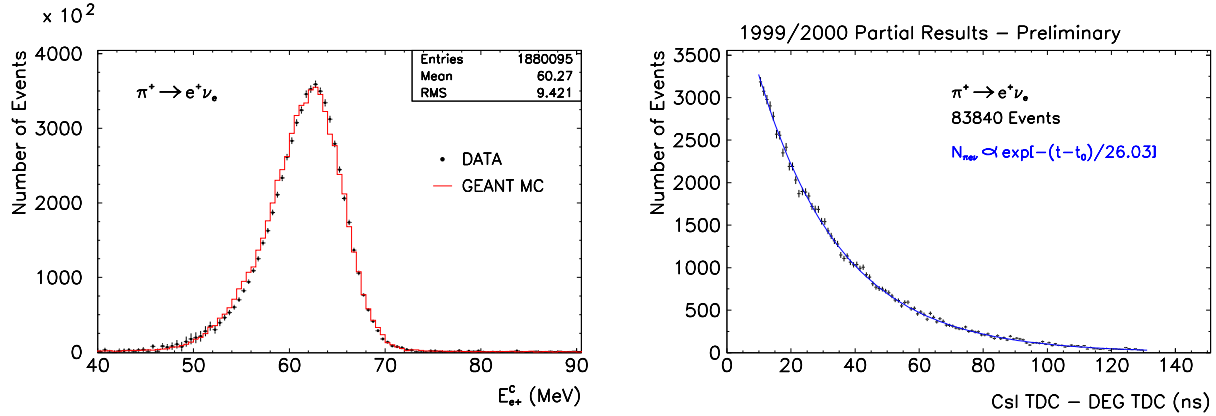 × 10²
Number of Events
4000
3000
2000
1000
0
40 50 60 70 80 90
E^C_e+ (MeV)
π⁺ → e⁺νₑ
Entries 1880095
Mean 60.27
RMS 9.421
DATA
GEANT MC
1999/2000 Partial Results – Preliminary
Number of Events
3500
3000
2500
2000
1500
1000
500
0
0 20 40 60 80 100 120 140
CsI TDC – DEG TDC (ns)
π⁺ → e⁺νₑ
83840 Events
N_πeν ∝ exp[–(t–t₀)/26.03]